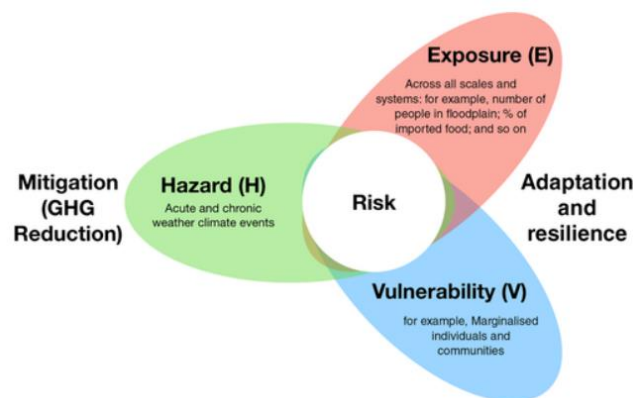 Exposure (E)
Across all scales and
systems: for example, number of
people in floodplain; % of
imported food; and so on
Mitigation
(GHG
Reduction)
Hazard (H)
Acute and chronic
weather climate events
Risk
Adaptation
and
resilience
Vulnerability (V)
for example, Marginalised
individuals and
communities